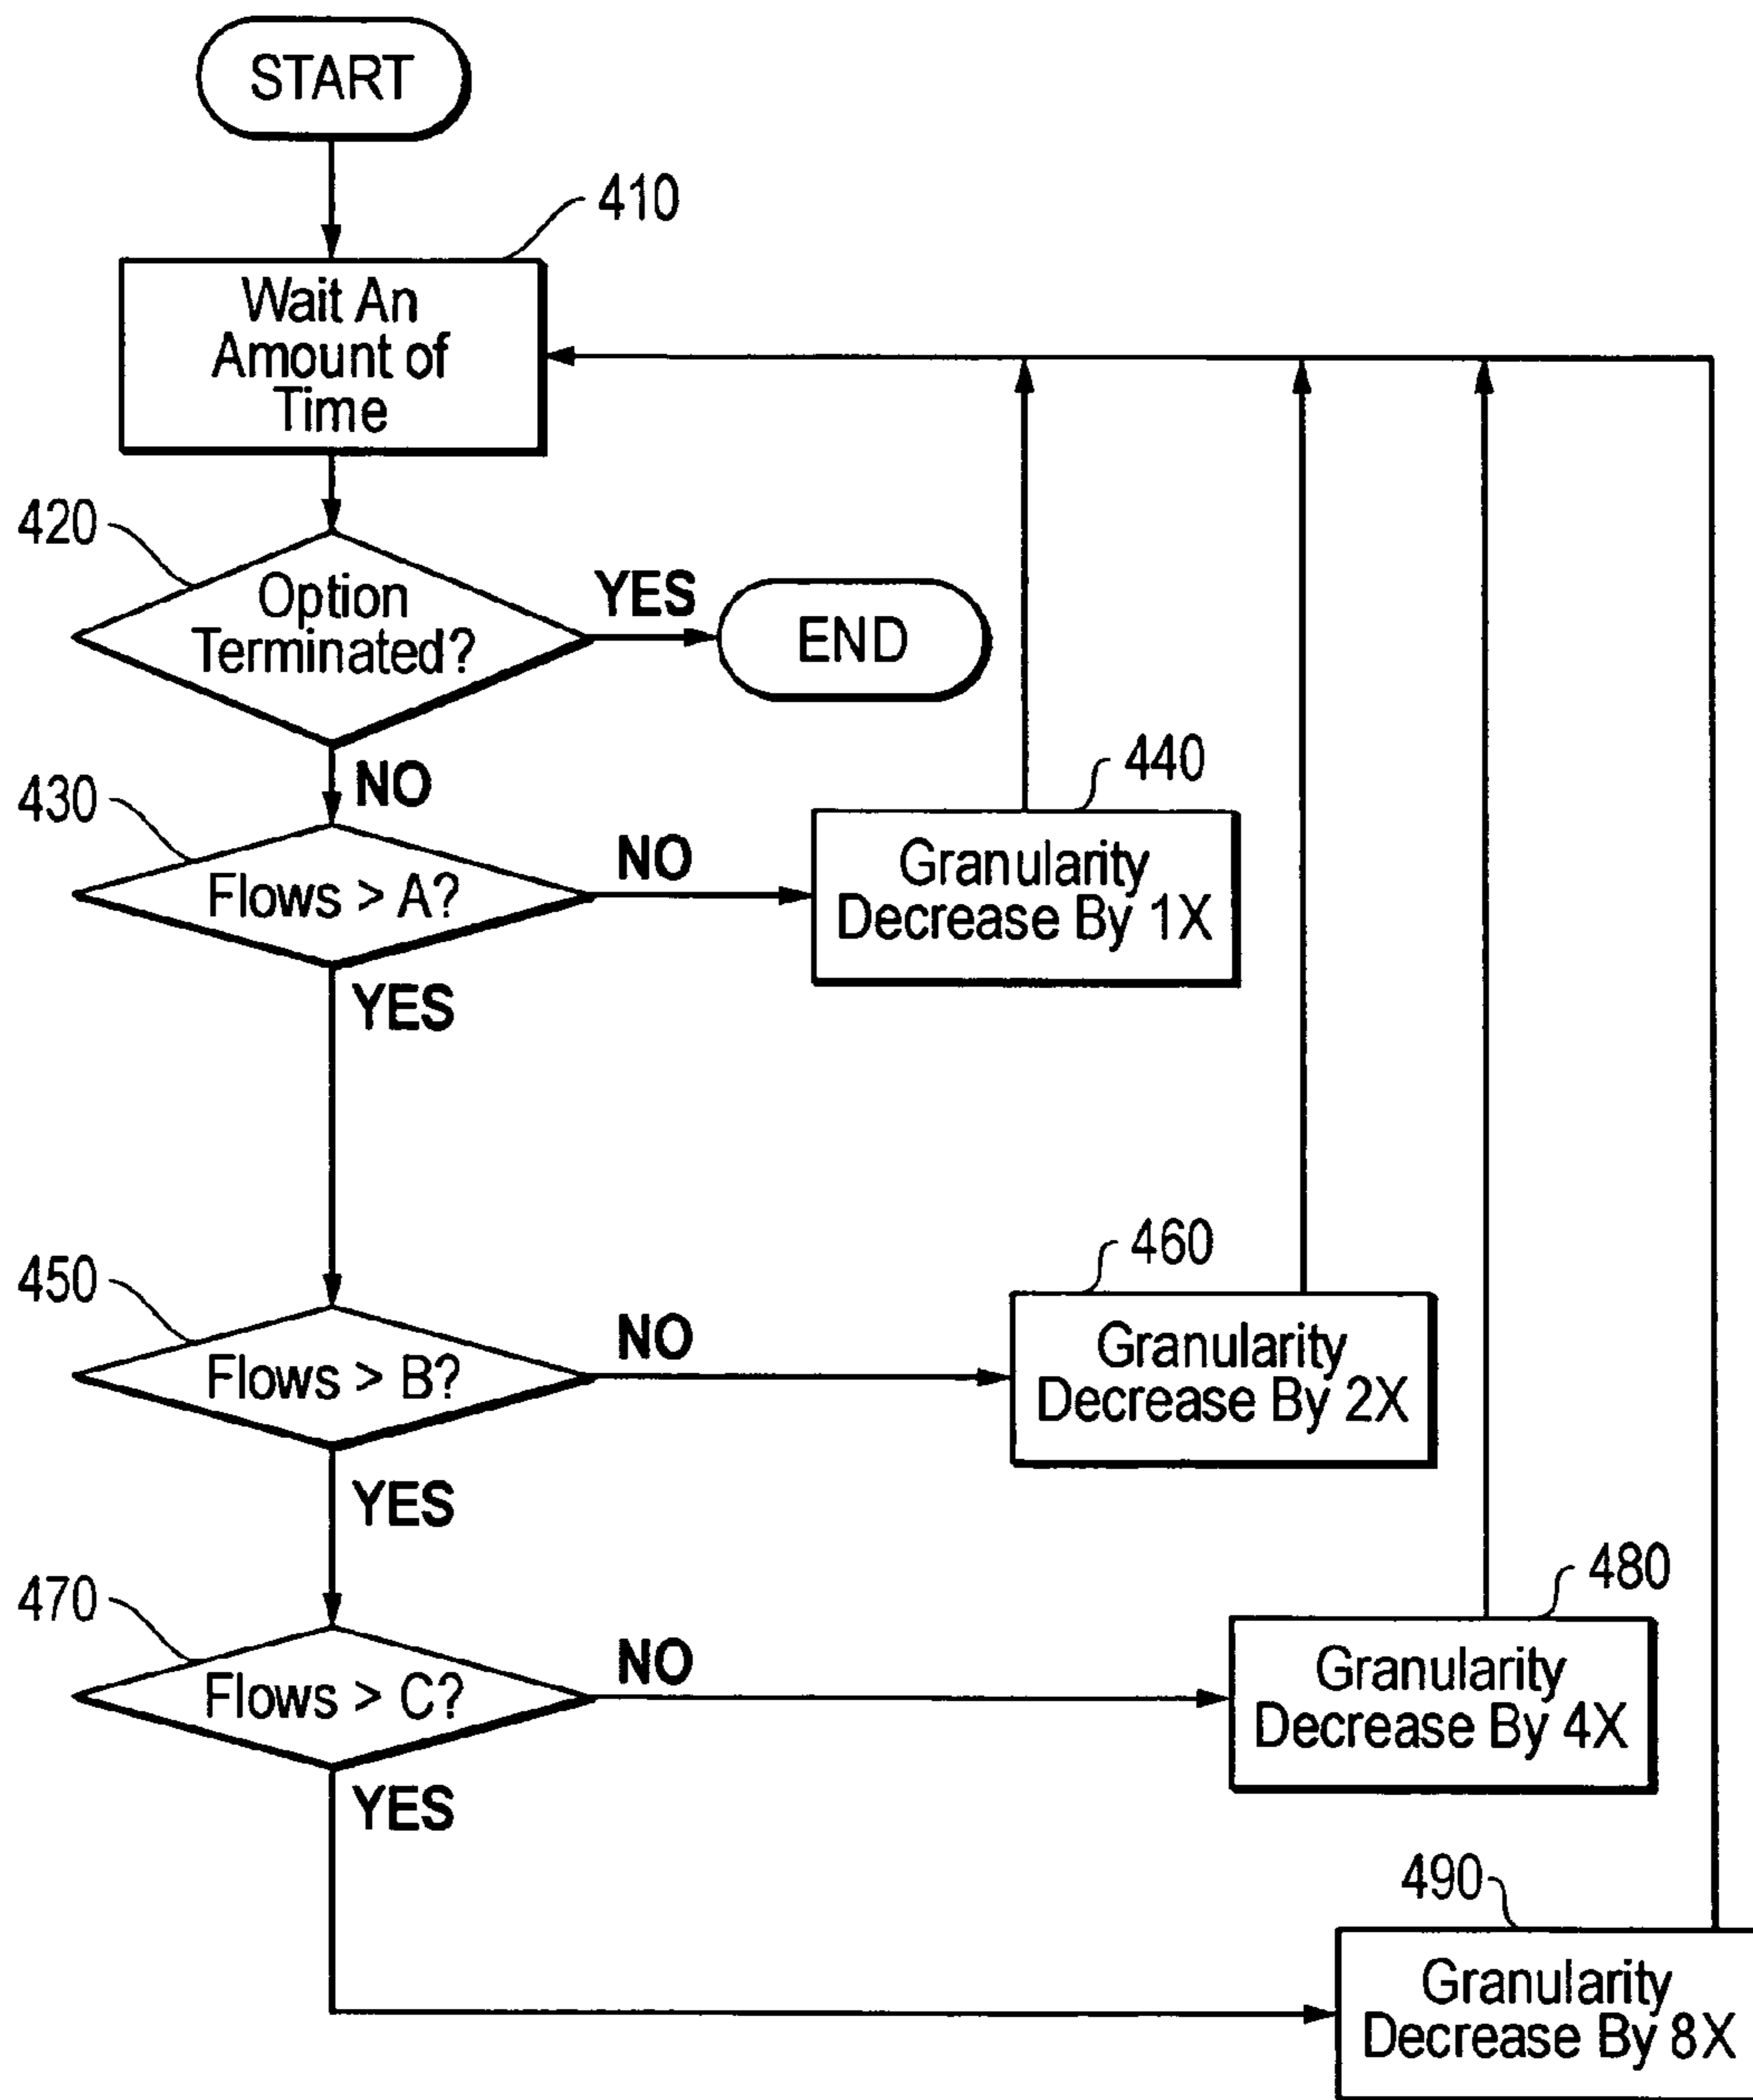 START
410
Wait An
Amount of
Time
420
Option
Terminated?
YES
END
NO
430
Flows > A?
NO
440
Granularity
Decrease By 1X
YES
450
Flows > B?
NO
460
Granularity
Decrease By 2X
YES
470
Flows > C?
NO
480
Granularity
Decrease By 4X
YES
490
Granularity
Decrease By 8X